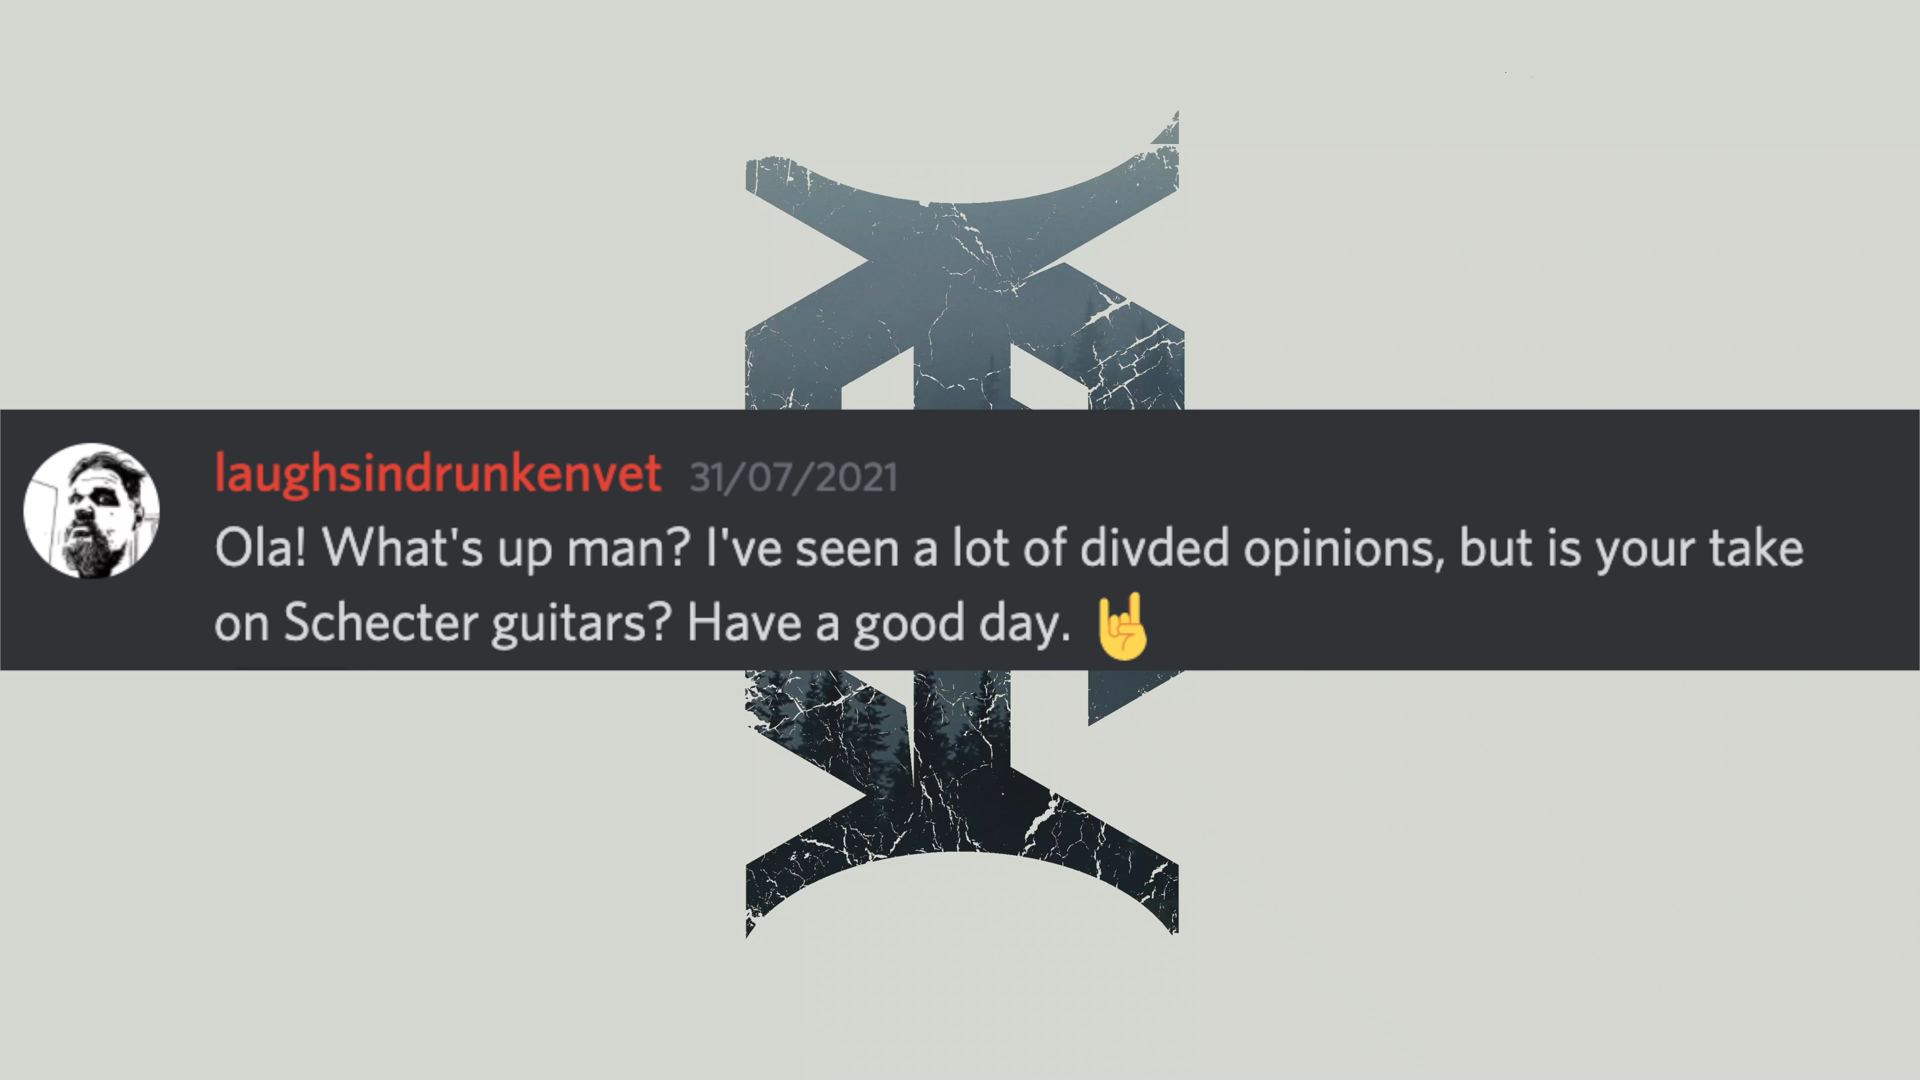 laughsindrunkenvet 31/07/2021
Ola! What's up man? I've seen a lot of divded opinions, but is your take
on Schecter guitars? Have a good day. 🤘